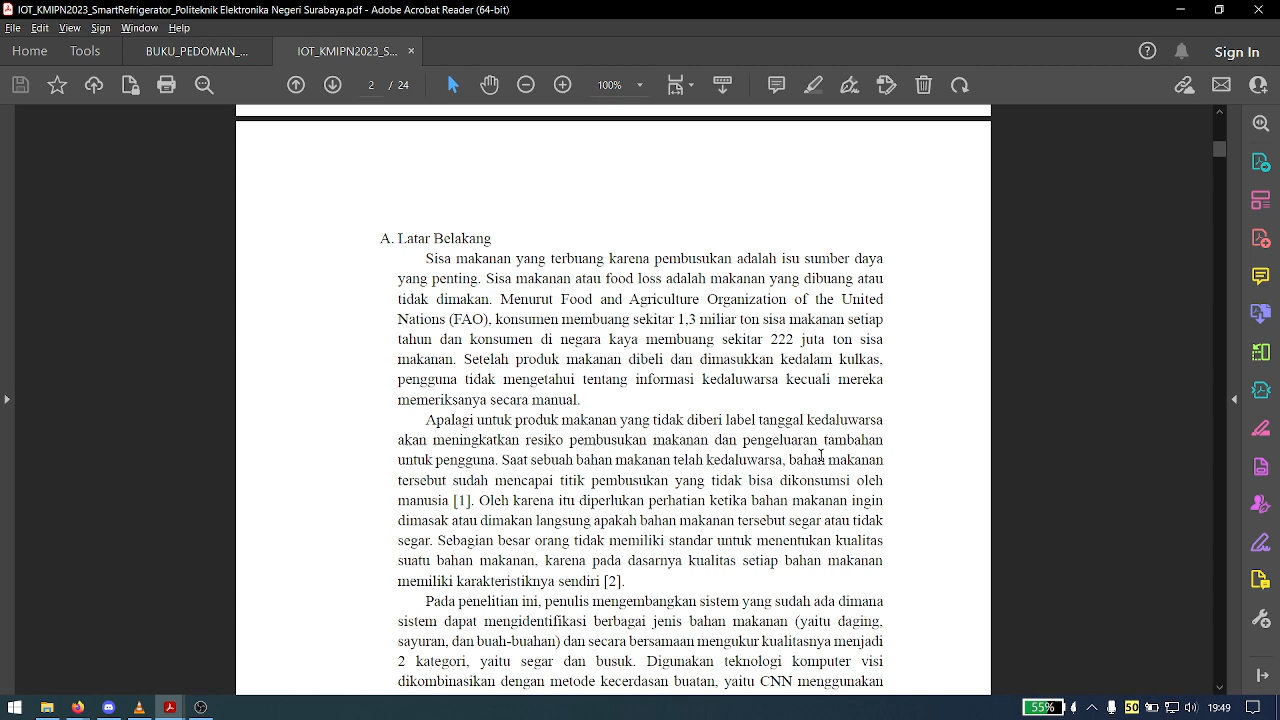 IOT_KMIPN2023_SmartRefrigerator_Politeknik Elektronika Negeri Surabaya.pdf - Adobe Acrobat Reader (64-bit)
File Edit View Sign Window Help
Home Tools BUKU_PEDOMAN_... IOT_KMIPN2023_S... × Sign In
2 / 24 100%
A. Latar Belakang
Sisa makanan yang terbuang karena pembusukan adalah isu sumber daya
yang penting. Sisa makanan atau food loss adalah makanan yang dibuang atau
tidak dimakan. Menurut Food and Agriculture Organization of the United
Nations (FAO), konsumen membuang sekitar 1,3 miliar ton sisa makanan setiap
tahun dan konsumen di negara kaya membuang sekitar 222 juta ton sisa
makanan. Setelah produk makanan dibeli dan dimasukkan kedalam kulkas,
pengguna tidak mengetahui tentang informasi kedaluwarsa kecuali mereka
memeriksanya secara manual.
Apalagi untuk produk makanan yang tidak diberi label tanggal kedaluwarsa
akan meningkatkan resiko pembusukan makanan dan pengeluaran tambahan
untuk pengguna. Saat sebuah bahan makanan telah kedaluwarsa, bahan makanan
tersebut sudah mencapai titik pembusukan yang tidak bisa dikonsumsi oleh
manusia [1]. Oleh karena itu diperlukan perhatian ketika bahan makanan ingin
dimasak atau dimakan langsung apakah bahan makanan tersebut segar atau tidak
segar. Sebagian besar orang tidak memiliki standar untuk menentukan kualitas
suatu bahan makanan, karena pada dasarnya kualitas setiap bahan makanan
memiliki karakteristiknya sendiri [2].
Pada penelitian ini, penulis mengembangkan sistem yang sudah ada dimana
sistem dapat mengidentifikasi berbagai jenis bahan makanan (yaitu daging,
sayuran, dan buah-buahan) dan secara bersamaan mengukur kualitasnya menjadi
2 kategori, yaitu segar dan busuk. Digunakan teknologi komputer visi
dikombinasikan dengan metode kecerdasan buatan, yaitu CNN menggunakan
55% 50 19:49